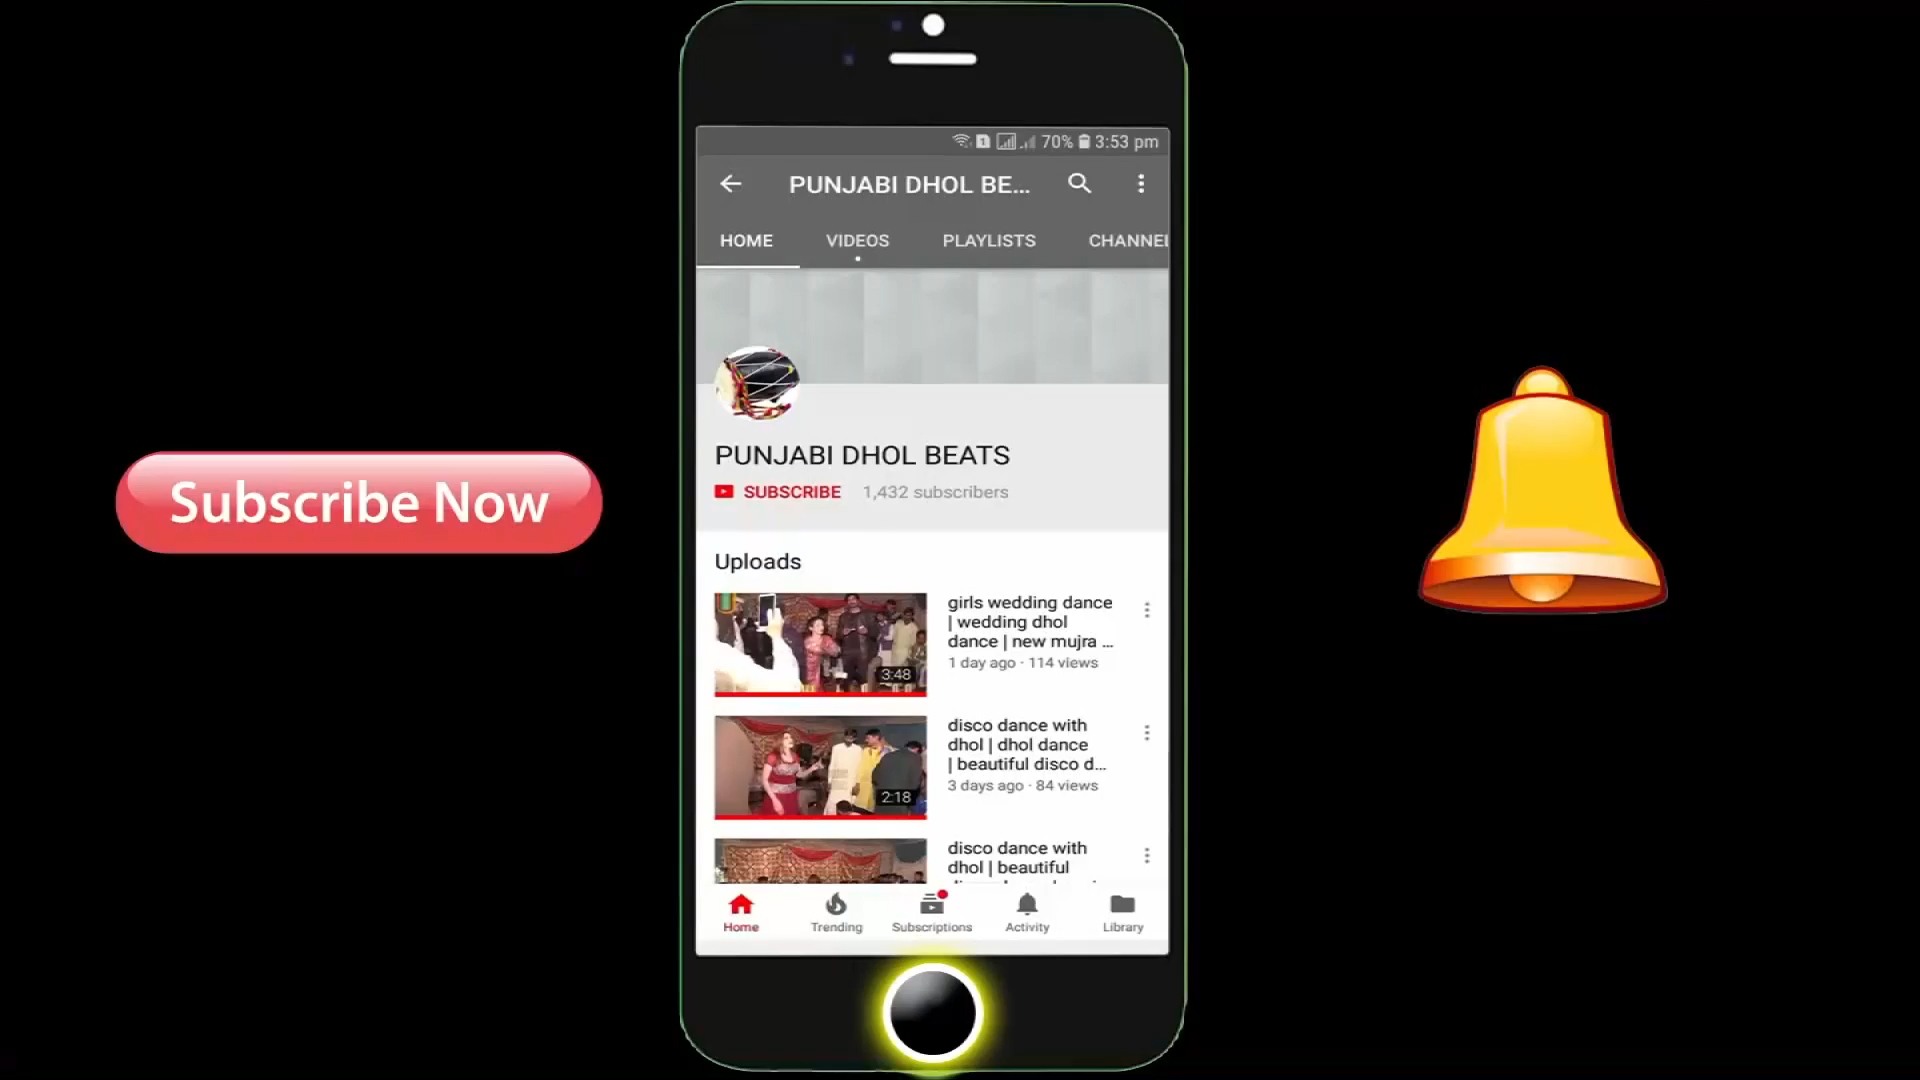 70% 3:53 pm
PUNJABI DHOL BE...
HOME VIDEOS PLAYLISTS CHANNEL
PUNJABI DHOL BEATS
SUBSCRIBE 1,432 subscribers
Subscribe Now
Uploads
girls wedding dance
| wedding dhol
dance | new mujra ...
1 day ago · 114 views
3:48
disco dance with
dhol | dhol dance
| beautiful disco d...
3 days ago · 84 views
2:18
disco dance with
dhol | beautiful
Home Trending Subscriptions Activity Library